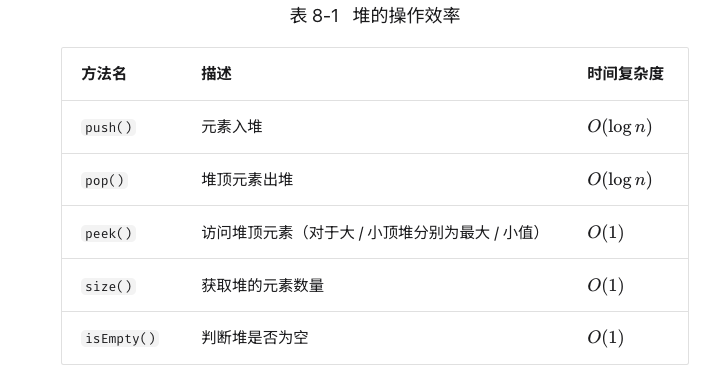 表 8-1 堆的操作效率
方法名 描述 时间复杂度
push() 元素入堆 O(log n)
pop() 堆顶元素出堆 O(log n)
peek() 访问堆顶元素（对于大 / 小顶堆分别为最大 / 小值） O(1)
size() 获取堆的元素数量 O(1)
isEmpty() 判断堆是否为空 O(1)